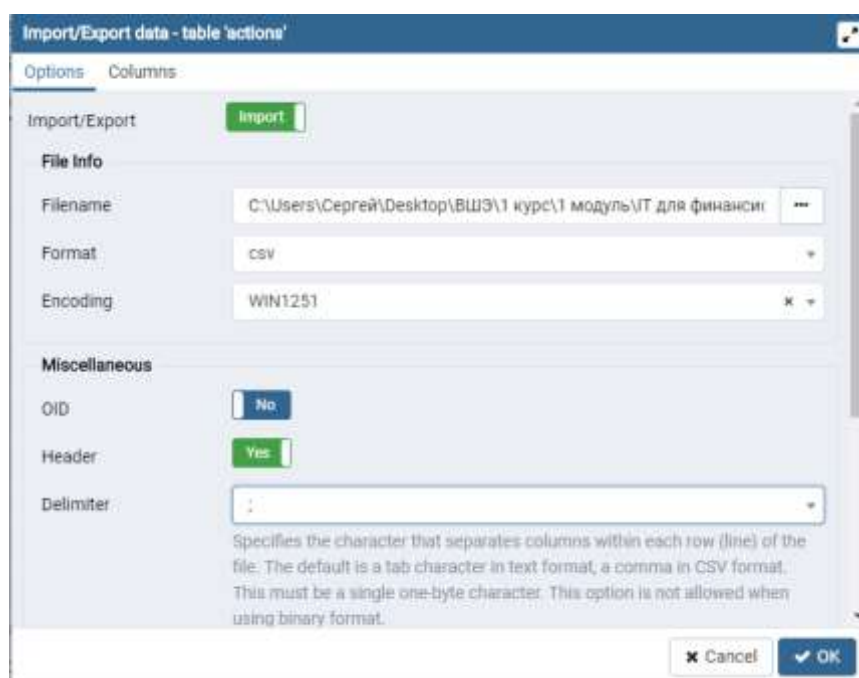 Import/Export data - table 'actions'
Options Columns
Import/Export Import
File Info
Filename C:\Users\Сергей\Desktop\ВШЭ\1 курс\1 модуль\IT для финансис
Format csv
Encoding WIN1251
Miscellaneous
OID No
Header Yes
Delimiter ;
Specifies the character that separates columns within each row (line) of the
file. The default is a tab character in text format, a comma in CSV format.
This must be a single one-byte character. This option is not allowed when
using binary format.
Cancel OK